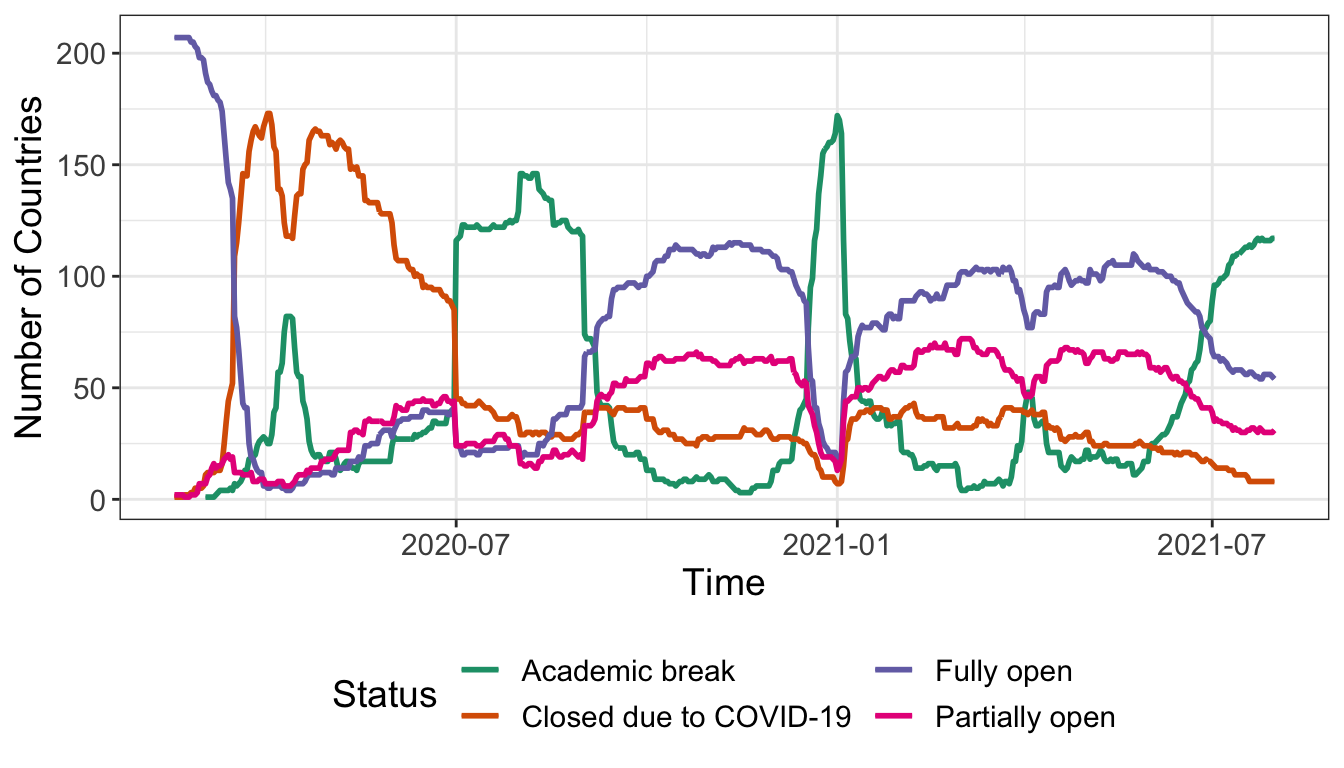 Number of Countries
200
150
100
50
0
2020-07
2021-01
2021-07
Time
Status
Academic break
Fully open
Closed due to COVID-19
Partially open